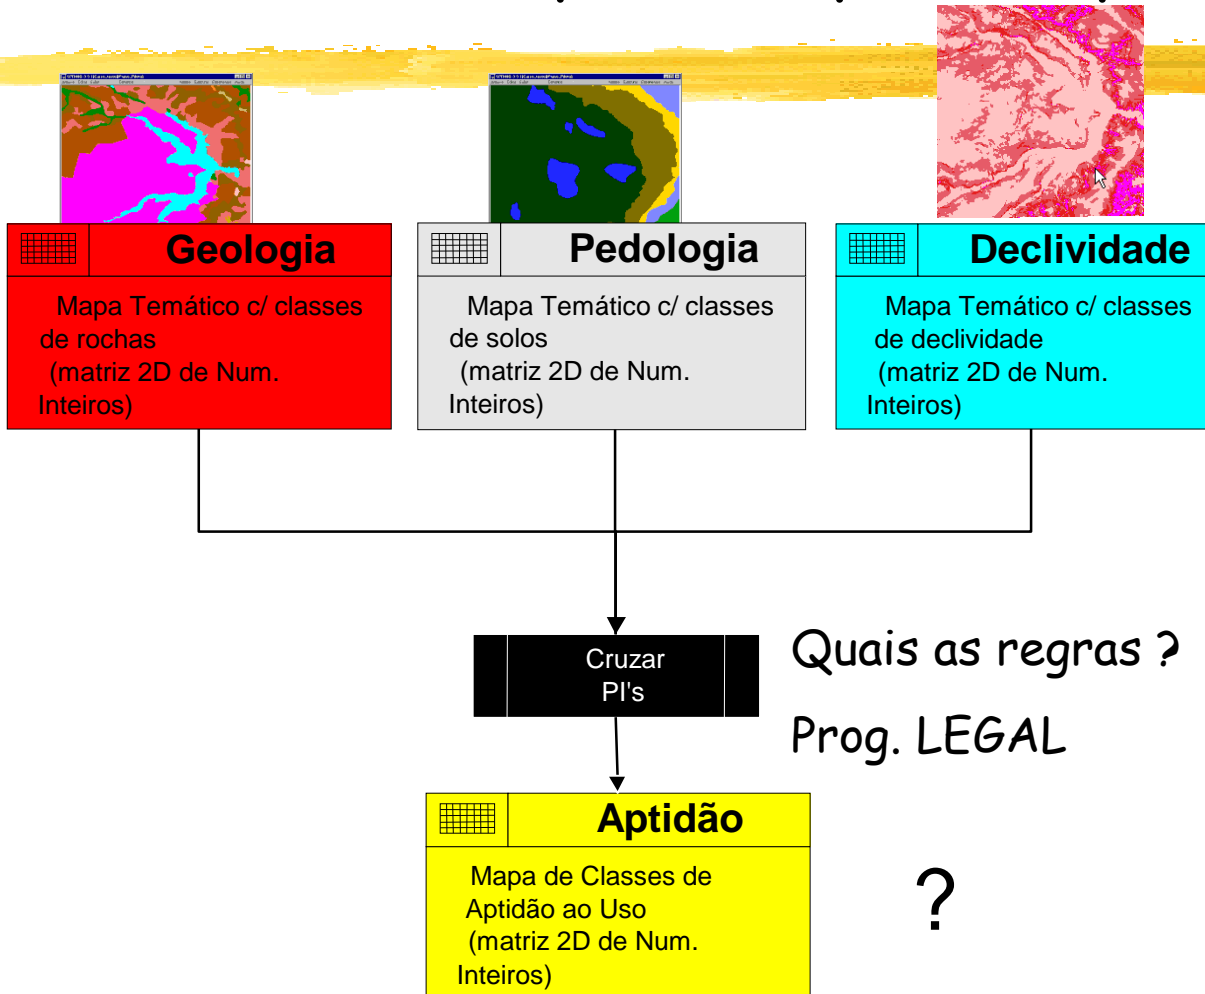 Geologia
Mapa Temático c/ classes
de rochas
(matriz 2D de Num.
Inteiros)
Pedologia
Mapa Temático c/ classes
de solos
(matriz 2D de Num.
Inteiros)
Declividade
Mapa Temático c/ classes
de declividade
(matriz 2D de Num.
Inteiros)
Cruzar
PI's
Quais as regras ?
Prog. LEGAL
Aptidão
Mapa de Classes de
Aptidão ao Uso
(matriz 2D de Num.
Inteiros)
?